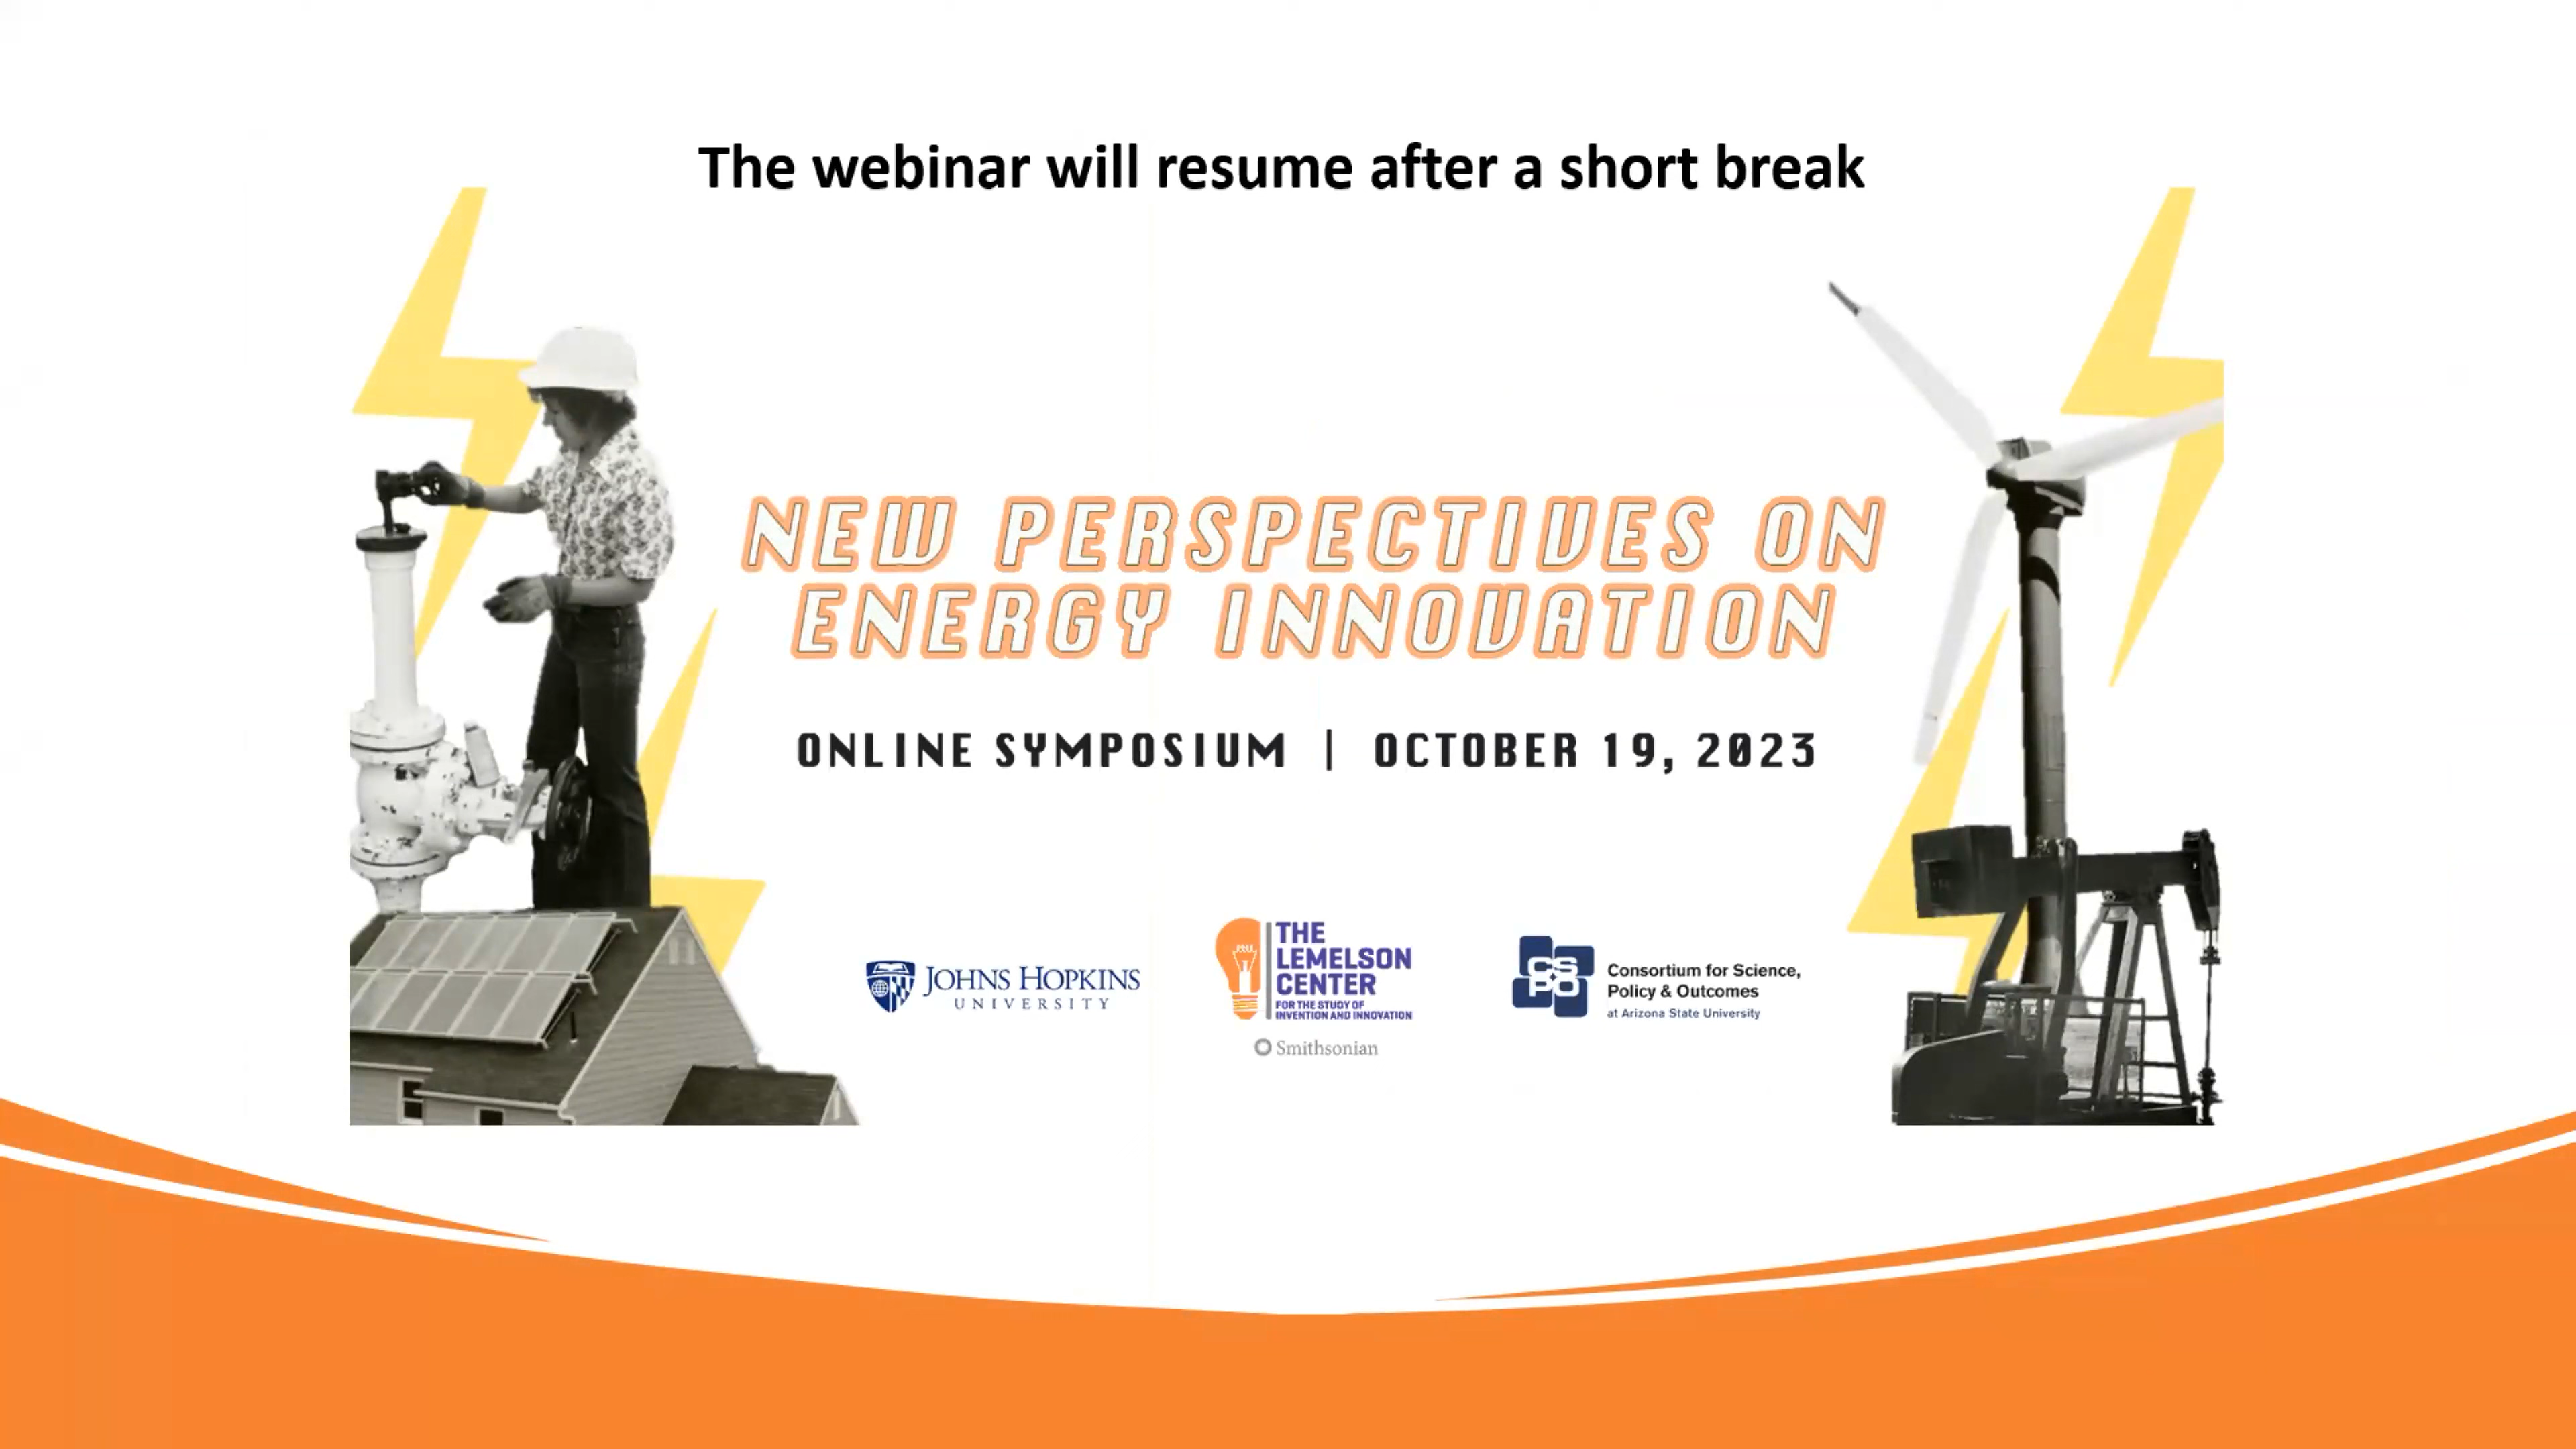 The webinar will resume after a short break
NEW PERSPECTIVES ON
ENERGY INNOVATION
ONLINE SYMPOSIUM | OCTOBER 19, 2023
JOHNS HOPKINS
UNIVERSITY
THE
LEMELSON
CENTER
FOR THE STUDY OF
INVENTION AND INNOVATION
Smithsonian
CS
PO
Consortium for Science,
Policy & Outcomes
at Arizona State University